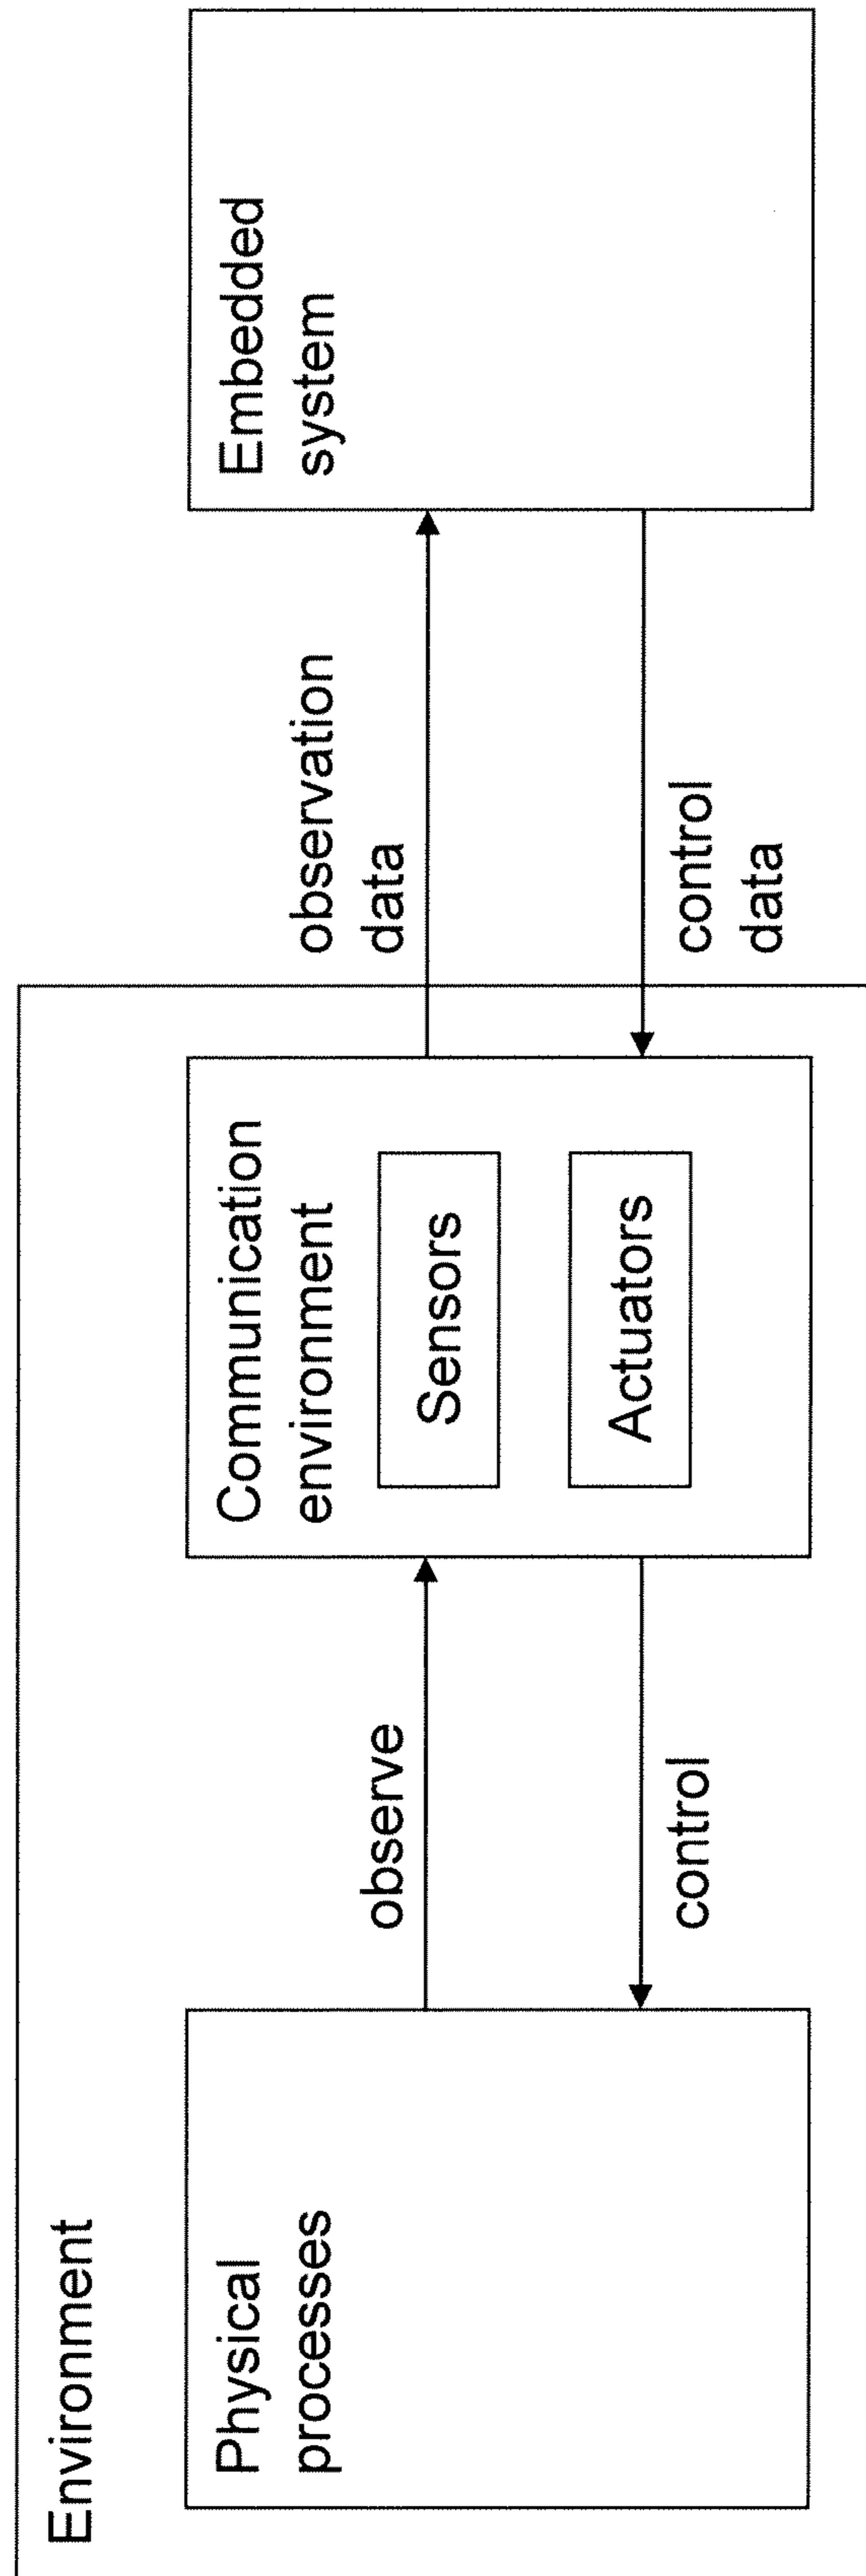 Environment
Physical
processes
observe
control
Communication
environment
Sensors
Actuators
observation
data
control
data
Embedded
system